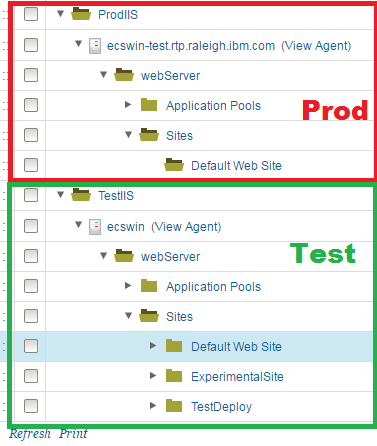 ProdIIS
ecswin-test.rtp.raleigh.ibm.com (View Agent)
webServer
Application Pools
Prod
Sites
Default Web Site
TestIIS
ecswin (View Agent)
webServer
Test
Application Pools
Sites
Default Web Site
ExperimentalSite
TestDeploy
Refresh Print